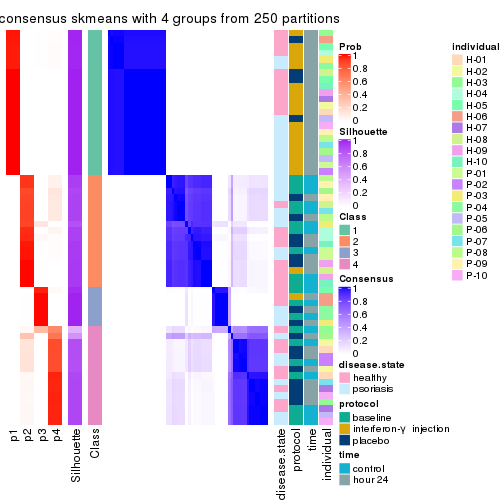 consensus skmeans with 4 groups from 250 partitions
Prob
1
0.8
0.6
0.4
0.2
0
Silhouette
1
0.8
0.6
0.4
0.2
0
Class
1
2
3
4
Consensus
1
0.8
0.6
0.4
0.2
0
disease.state
healthy
psoriasis
protocol
baseline
interferon-γ injection
placebo
time
control
hour 24
individual
H-01
H-02
H-03
H-04
H-05
H-06
H-07
H-08
H-09
H-10
P-01
P-02
P-03
P-04
P-05
P-06
P-07
P-08
P-09
P-10
p1
p2
p3
p4
Silhouette
Class
disease.state
protocol
time
individual